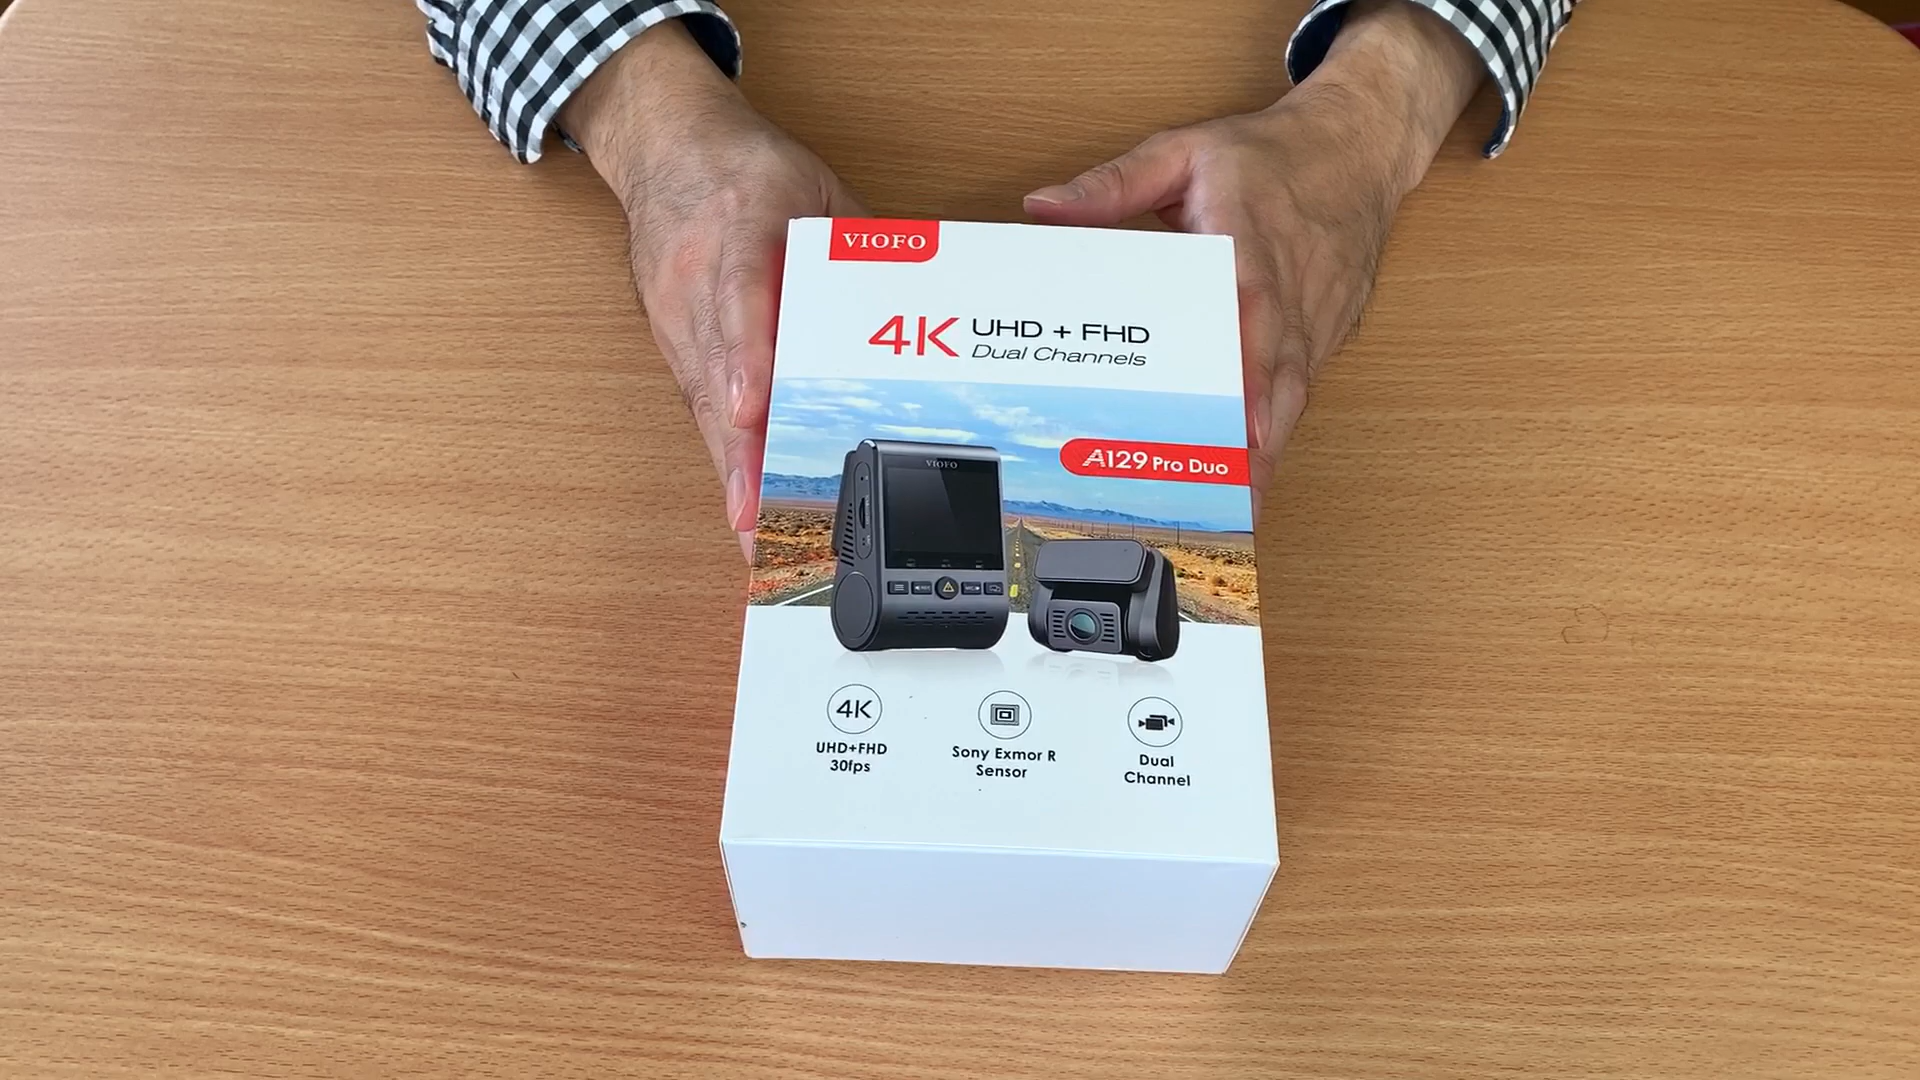 VIOFO
4K UHD + FHD
Dual Channels
A129 Pro Duo
VIOFO
4K
UHD+FHD
30fps
Sony Exmor R
Sensor
Dual
Channel